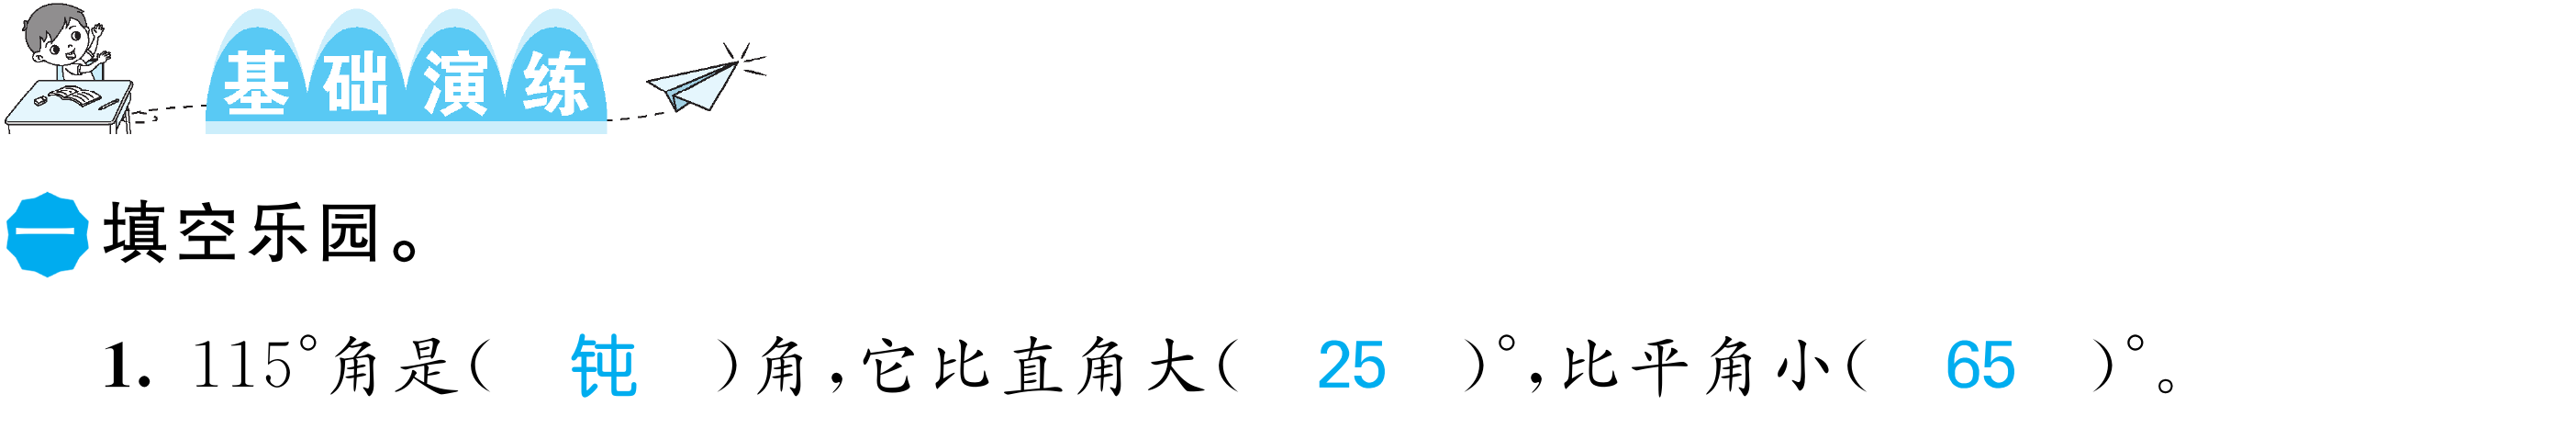 基础演练
一 填空乐园。
1. 115°角是( 钝 )角,它比直角大( 25 )°,比平角小( 65 )°。